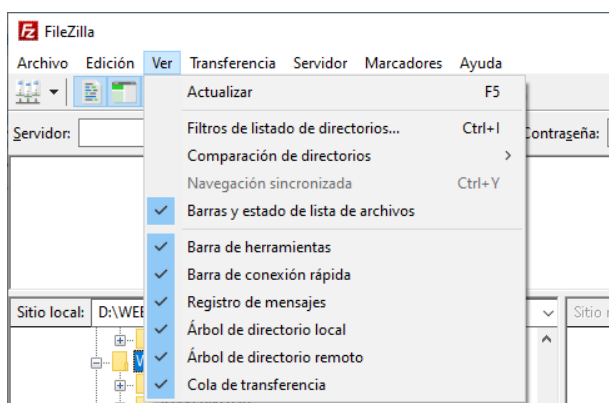 FileZilla
Archivo Edición Ver Transferencia Servidor Marcadores Ayuda
Actualizar F5
Servidor:
Filtros de listado de directorios... Ctrl+I
Contraseña:
Comparación de directorios
Navegación sincronizada Ctrl+Y
Barras y estado de lista de archivos
Barra de herramientas
Barra de conexión rápida
Registro de mensajes
Sitio local: D:\WE
Sitio
Árbol de directorio local
Árbol de directorio remoto
Cola de transferencia